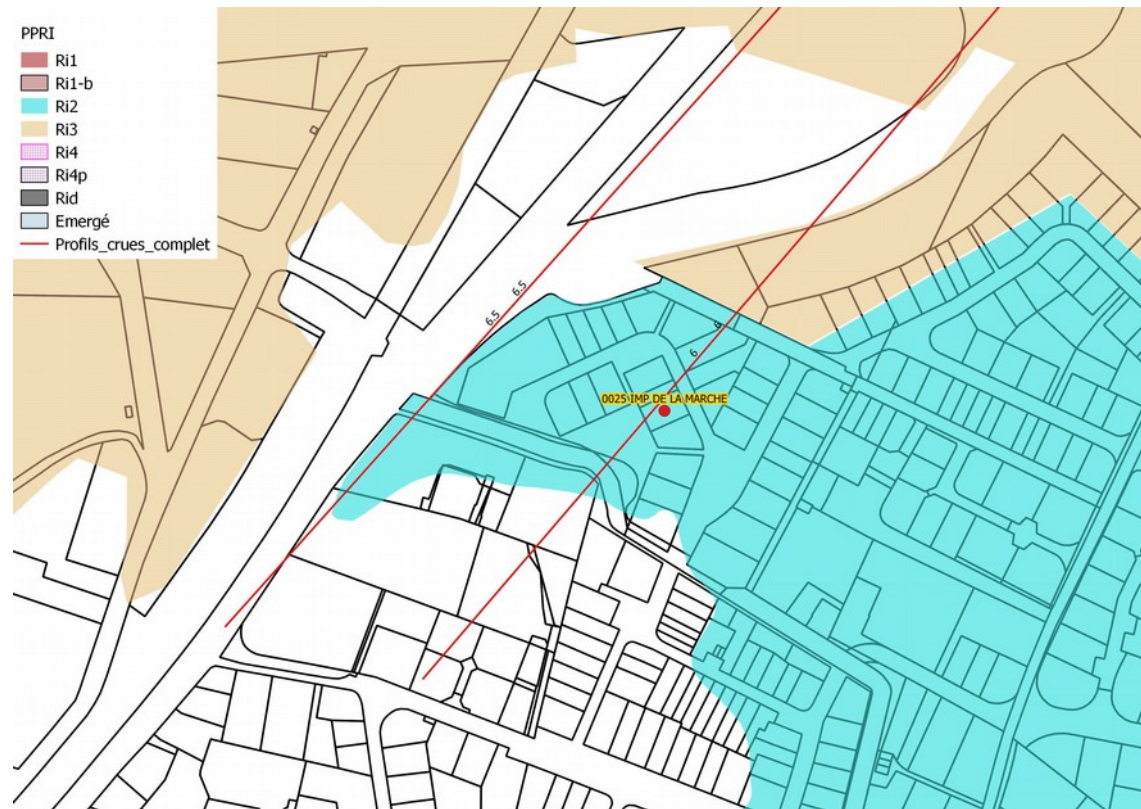 PPRI
Ri1
Ri1-b
Ri2
Ri3
Ri4
Ri4p
Rid
Emergé
Profils_crues_complet
6.5
6.5
6
6
0025 IMP DE LA MARCHE